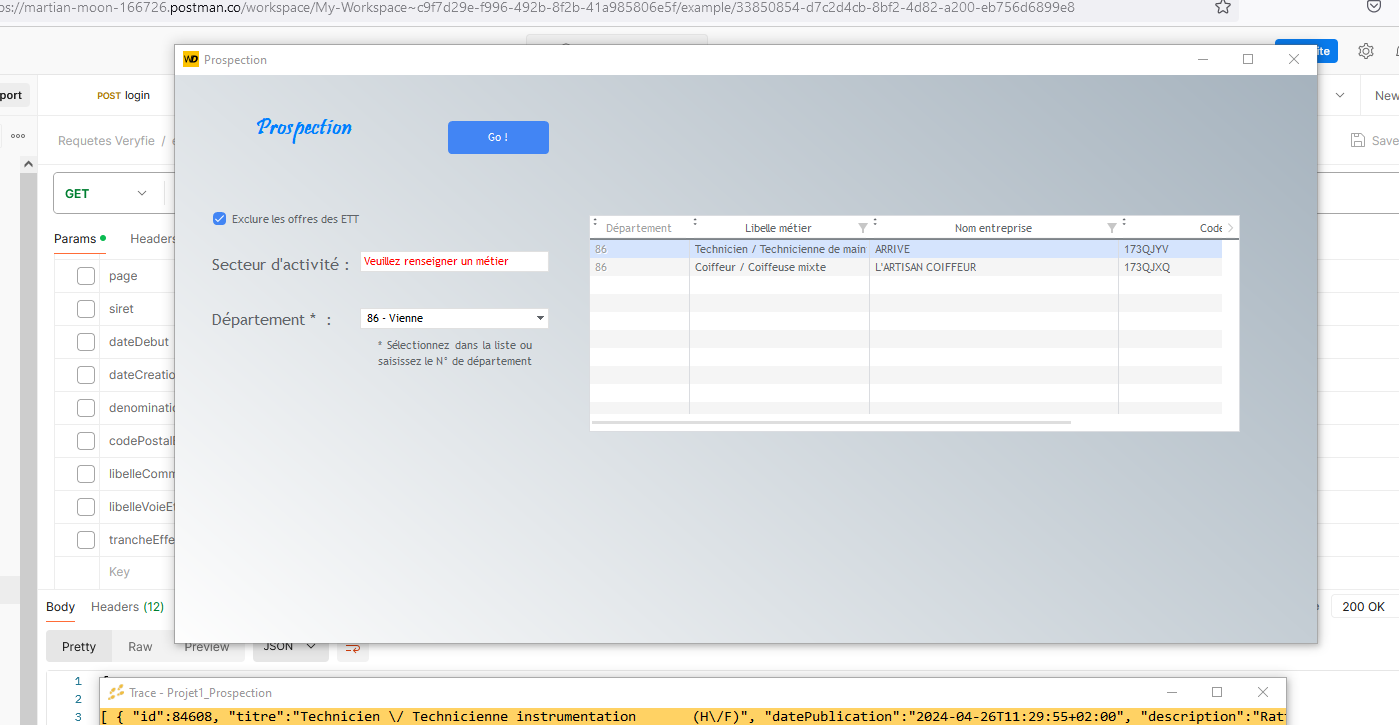 ps://martian-moon-166726.postman.co/workspace/My-Workspace~c9f7d29e-f996-492b-8f2b-41a985806e5f/example/33850854-d7c2d4cb-8bf2-4d82-a200-eb756d6899e8
WD Prospection
ite
port
POST login
New
Requetes Veryfie /
Save
Prospection
Go !
GET
Params
Headers
Exclure les offres des ETT
Secteur d'activité :
Veuillez renseigner un métier
Département * :
86 - Vienne
* Sélectionnez dans la liste ou
saisissez le N° de département
Département Libelle métier Nom entreprise Code
86 Technicien / Technicienne de main ARRIVE 173QJYV
86 Coiffeur / Coiffeuse mixte L'ARTISAN COIFFEUR 173QJXQ
page
siret
dateDebut
dateCreatio
denominatio
codePostalE
libelleComm
libelleVoieEt
trancheEffe
Key
Body
Headers (12)
200 OK
Pretty
Raw
Preview
JSON
1
2
3
Trace - Projet1_Prospection
[ { "id":84608, "titre":"Technicien \/ Technicienne instrumentation (H\/F)", "datePublication":"2024-04-26T11:29:55+02:00", "description":"Rat